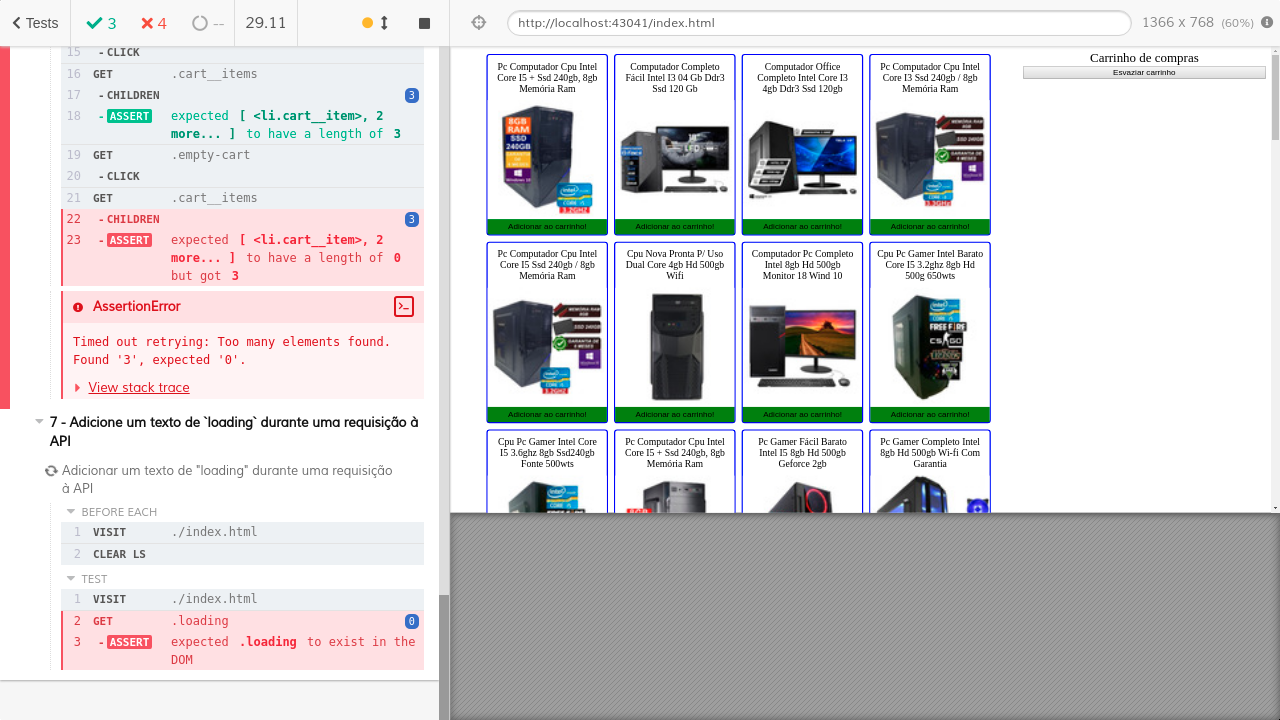 Tests
3
4
--
29.11
15 -CLICK
16 GET .cart__items
17 -CHILDREN 3
18 -ASSERT expected [ <li.cart__item>, 2
more... ] to have a length of 3
19 GET .empty-cart
20 -CLICK
21 GET .cart__items
22 -CHILDREN 3
23 -ASSERT expected [ <li.cart__item>, 2
more... ] to have a length of 0
but got 3
AssertionError
Timed out retrying: Too many elements found.
Found '3', expected '0'.
View stack trace
7 - Adicione um texto de `loading` durante uma requisição à
API
Adicionar um texto de "loading" durante uma requisição
à API
BEFORE EACH
1 VISIT ./index.html
2 CLEAR LS
TEST
1 VISIT ./index.html
2 GET .loading 0
3 -ASSERT expected .loading to exist in the
DOM
http://localhost:43041/index.html
1366 x 768 (60%)
Pc Computador Cpu Intel
Core I5 + Ssd 240gb, 8gb
Memória Ram
8GB
RAM
SSD
240GB
Adicionar ao carrinho!
Computador Completo
Fácil Intel I3 04 Gb Ddr3
Ssd 120 Gb
Adicionar ao carrinho!
Computador Office
Completo Intel Core I3
4gb Ddr3 Ssd 120gb
Adicionar ao carrinho!
Pc Computador Cpu Intel
Core I3 Ssd 240gb / 8gb
Memória Ram
Adicionar ao carrinho!
Carrinho de compras
Esvaziar carrinho
Pc Computador Cpu Intel
Core I5 Ssd 240gb / 8gb
Memória Ram
Adicionar ao carrinho!
Cpu Nova Pronta P/ Uso
Dual Core 4gb Hd 500gb
Wifi
Adicionar ao carrinho!
Computador Pc Completo
Intel 8gb Hd 500gb
Monitor 18 Wind 10
Adicionar ao carrinho!
Cpu Pc Gamer Intel Barato
Core I5 3.2ghz 8gb Hd
500g 650wts
FREE FIRE
CS:GO
Adicionar ao carrinho!
Cpu Pc Gamer Intel Core
I5 3.6ghz 8gb Ssd240gb
Fonte 500wts
Pc Computador Cpu Intel
Core I5 + Ssd 240gb, 8gb
Memória Ram
Pc Gamer Fácil Barato
Intel I5 8gb Hd 500gb
Geforce 2gb
Pc Gamer Completo Intel
8gb Hd 500gb Wi-fi Com
Garantia